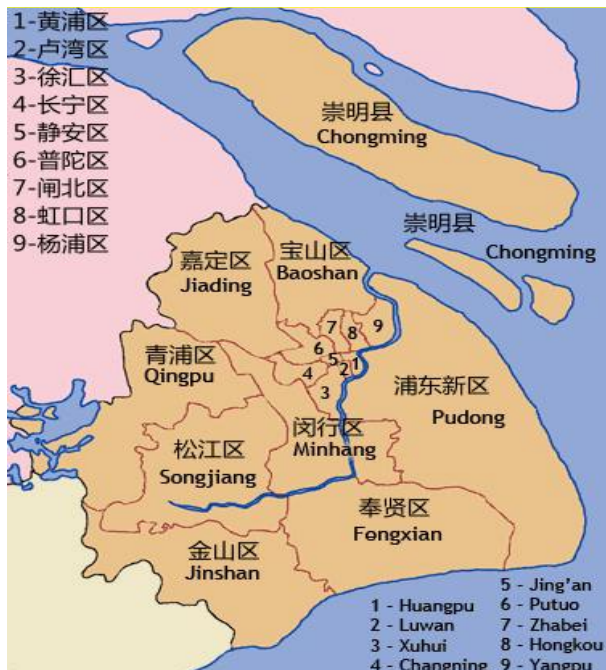 1-黄浦区
2-卢湾区
3-徐汇区
4-长宁区
5-静安区
6-普陀区
7-闸北区
8-虹口区
9-杨浦区
崇明县
Chongming
崇明县
Chongming
嘉定区
Jiading
宝山区
Baoshan
7
8
9
6
5
1
4
2
3
青浦区
Qingpu
浦东新区
Pudong
闵行区
Minhang
松江区
Songjiang
奉贤区
Fengxian
金山区
Jinshan
1 - Huangpu
2 - Luwan
3 - Xuhui
4 - Changning
5 - Jing'an
6 - Putuo
7 - Zhabei
8 - Hongkou
9 - Yangpu